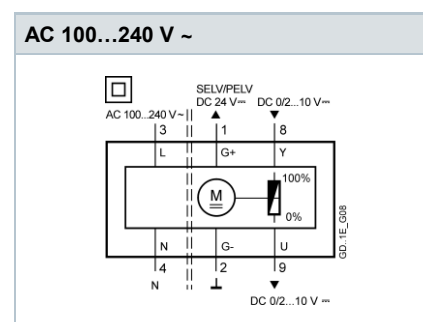 AC 100...240 V ~
SELV/PELV
AC 100...240 V~ DC 24 V⎓ DC 0/2...10 V⎓
3 1 8
L G+ Y
100%
M
0%
N G- U
4 2 9
N
DC 0/2...10 V ⎓
GD..1E_G08